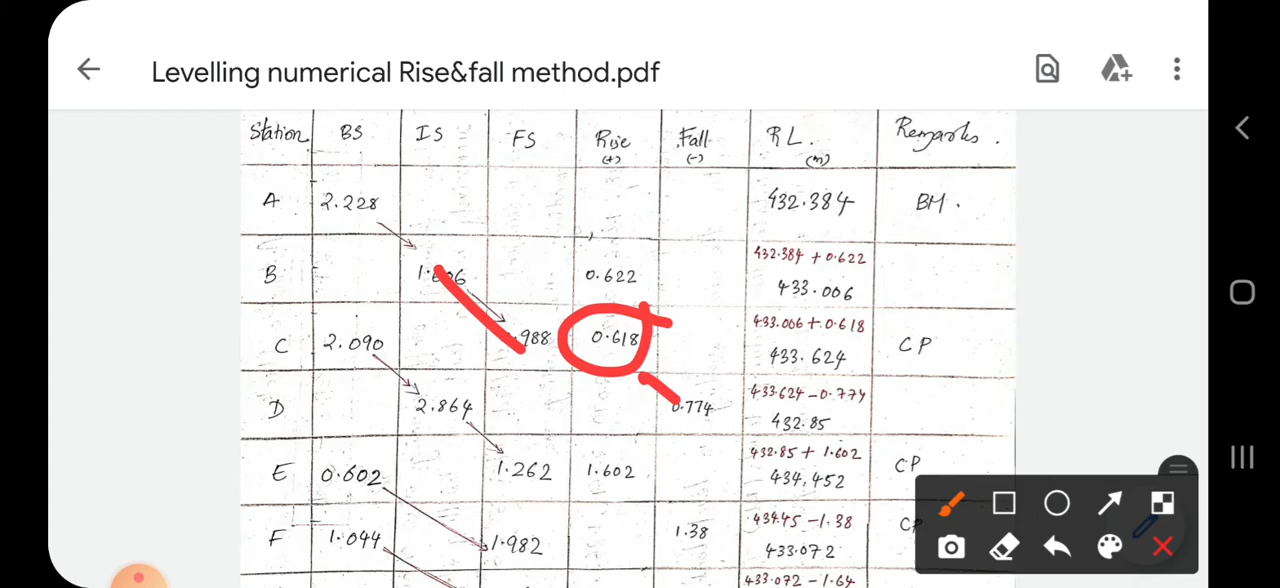 Levelling numerical Rise&fall method.pdf
Station BS IS FS Rise (+) Fall (-) RL. (m) Remarks.
A 2.228 432.384 BM.
432.384 + 0.622
B 0.622 433.006
433.006 + 0.618
C 2.090 .988 0.618 433.624 CP
433.624 - 0.774
D 2.864 0.774 432.85
432.85 + 1.602
E 0.602 1.262 1.602 434.452 CP
434.45 - 1.38
F 1.044 1.982 1.38 433.072
433.072 - 1.64